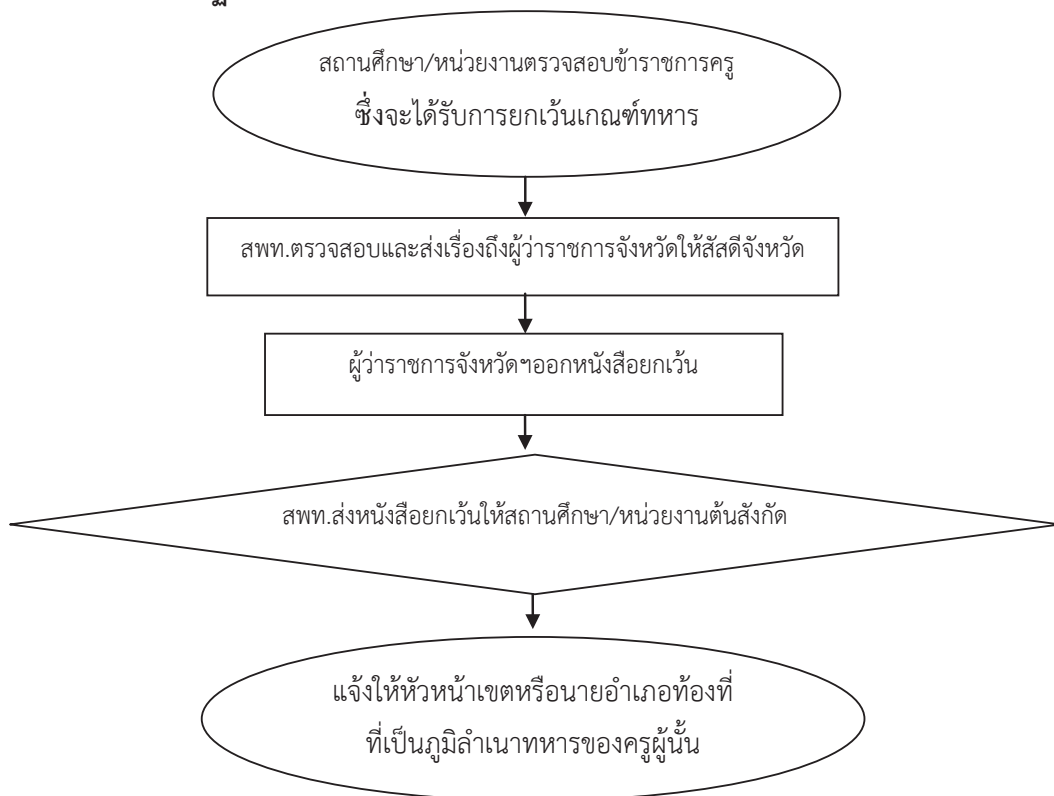 สถานศึกษา/หน่วยงานตรวจสอบข้าราชการครู
ซึ่งจะได้รับการยกเว้นเกณฑ์ทหาร
สพท.ตรวจสอบและส่งเรื่องถึงผู้ว่าราชการจังหวัดให้สัสดีจังหวัด
ผู้ว่าราชการจังหวัดฯออกหนังสือยกเว้น
สพท.ส่งหนังสือยกเว้นให้สถานศึกษา/หน่วยงานต้นสังกัด
แจ้งให้หัวหน้าเขตหรือนายอำเภอท้องที่
ที่เป็นภูมิลำเนาทหารของครูผู้นั้น